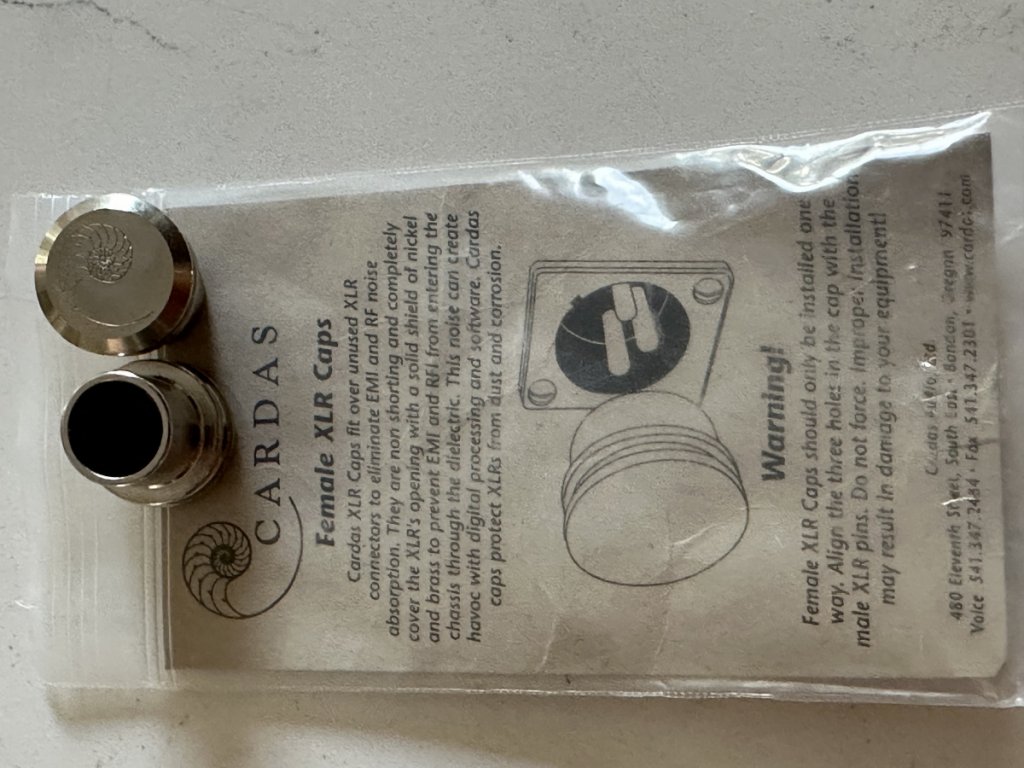 CARDAS
Female XLR Caps
Cardas XLR Caps fit over unused XLR
connectors to eliminate EMI and RF noise
absorption. They are non shorting and completely
cover the XLR's opening with a solid shield of nickel
and brass to prevent EMI and RFI from entering the
chassis through the dielectric. This noise can create
havoc with digital processing and software. Cardas
caps protect XLRs from dust and corrosion.
Warning!
Female XLR Caps should only be installed one
way. Align the three holes in the cap with the
male XLR pins. Do not force. Improper Installation
may result in damage to your equipment!
Cardas Audio, Ltd.
480 Eleventh Street, South East • Bandon, Oregon 97411
Voice 541.347.2484 • Fax 541.347.2301 • www.cardas.com